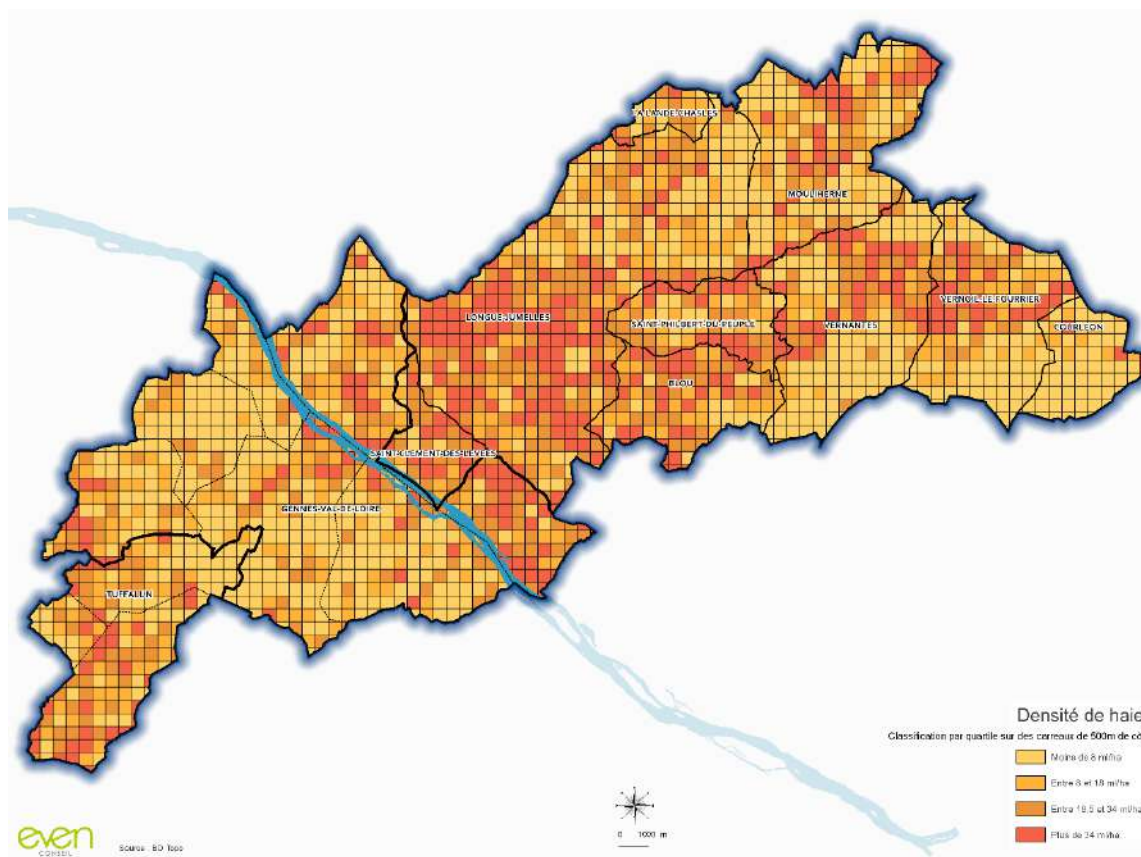 LA-LANDE-CHASLES
MOULIHERNE
LONGUE-JUMELLES
SAINT-PHILBERT-DU-PEUPLE
VERNANTES
VERNOIL-LE-FOURRIER
COURLEON
BLOU
SAINT-CLEMENT-DES-LEVEES
GENNES-VAL-DE-LOIRE
TUFFALUN
Densité de haie
Classification par quartile sur des carreaux de 500m de cô
Moins de 8 ml/ha
Entre 8 et 18 ml/ha
Entre 18,5 et 34 ml/ha
Plus de 34 ml/ha
0 1000 m
even
CONSEIL
Source : BD Topo